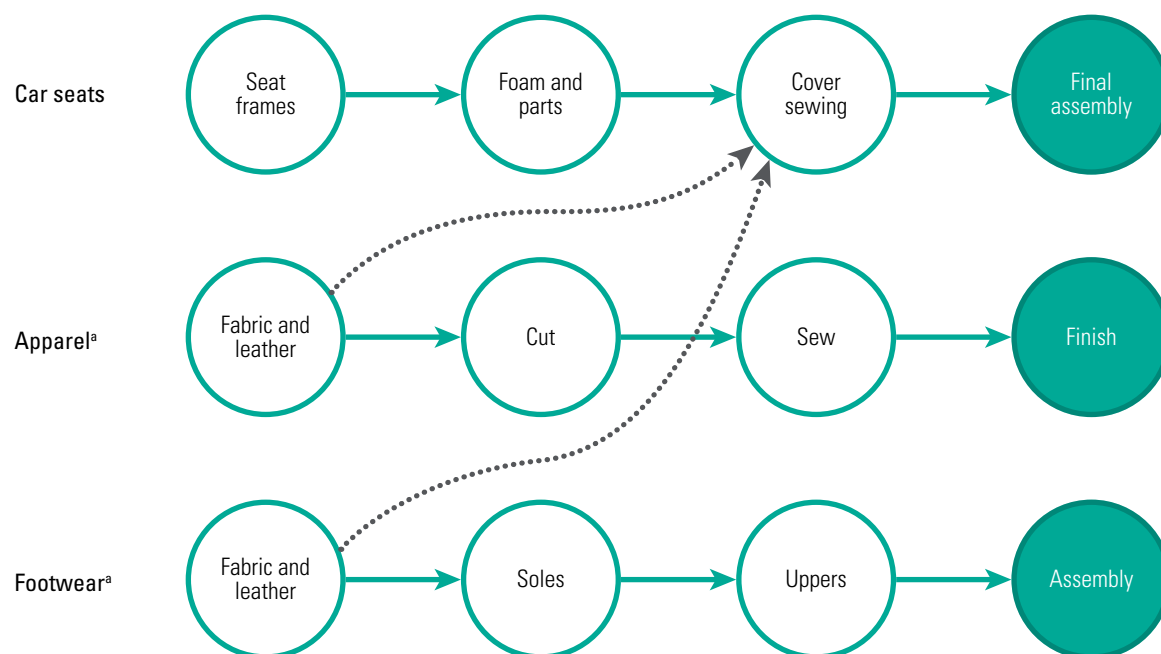 Car seats
Seat
frames
Foam and
parts
Cover
sewing
Final
assembly
Apparelª
Fabric and
leather
Cut
Sew
Finish
Footwearª
Fabric and
leather
Soles
Uppers
Assembly